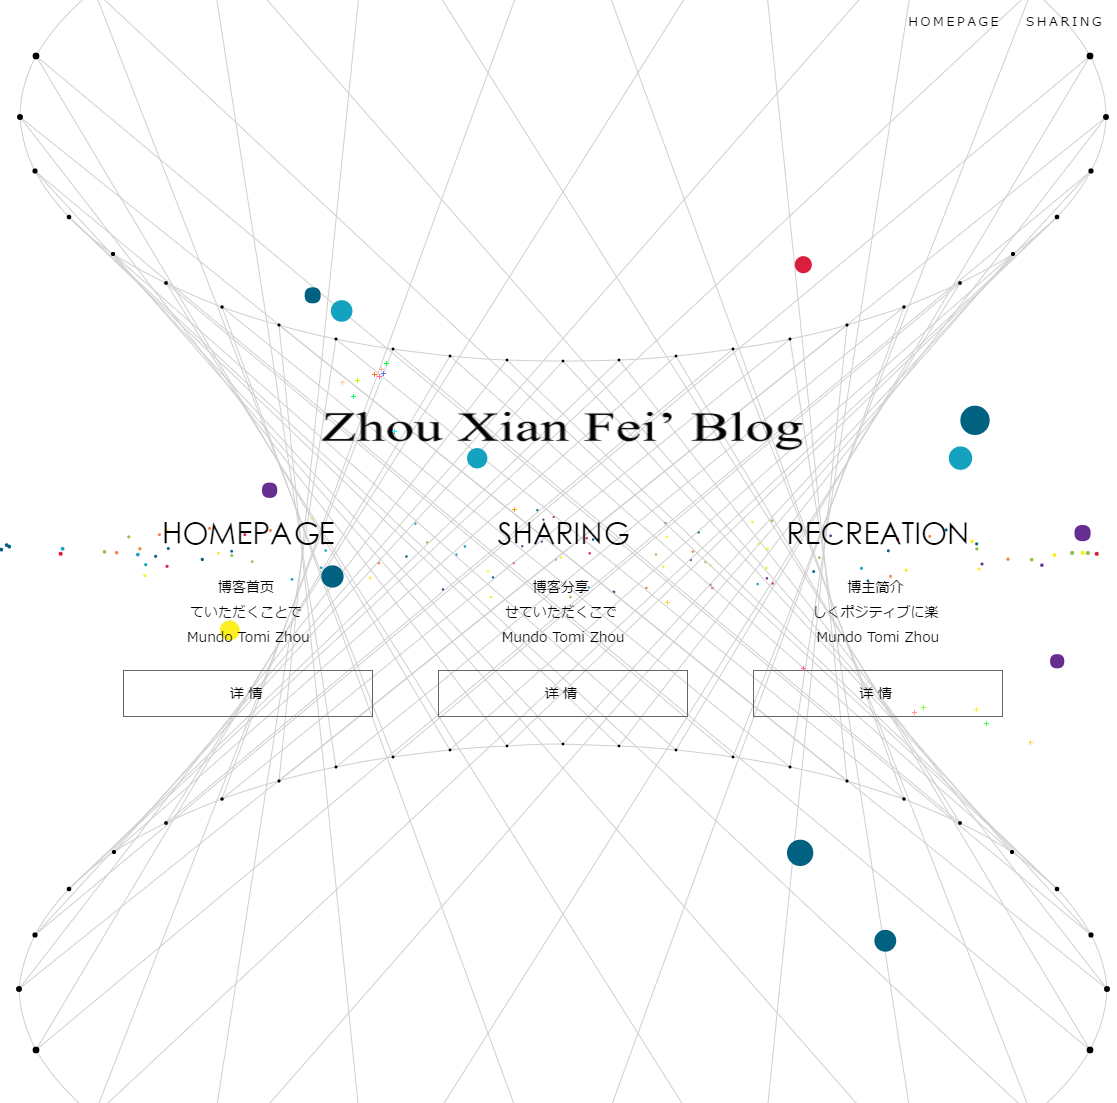 HOMEPAGE SHARING
Zhou Xian Fei’ Blog
HOMEPAGE
博客首页
ていただくことで
Mundo Tomi Zhou
详 情
SHARING
博客分享
せていただくこで
Mundo Tomi Zhou
详 情
RECREATION
博主简介
しくポジティブに楽
Mundo Tomi Zhou
详 情